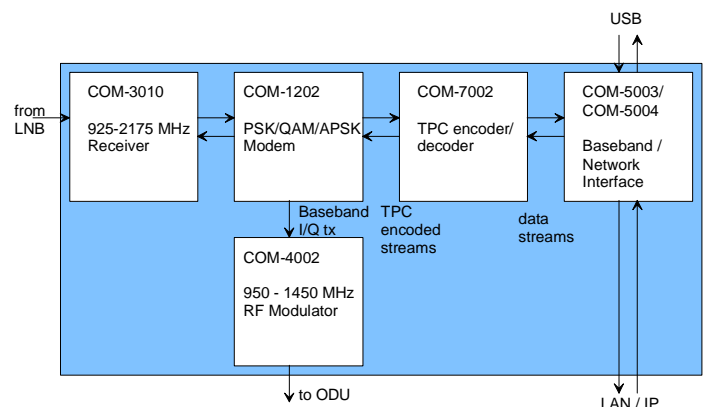 USB
from
LNB
COM-3010
925-2175 MHz
Receiver
COM-1202
PSK/QAM/APSK
Modem
COM-7002
TPC encoder/
decoder
COM-5003/
COM-5004
Baseband /
Network
Interface
Baseband
I/Q tx
TPC
encoded
streams
data
streams
COM-4002
950 - 1450 MHz
RF Modulator
to ODU
LAN / IP